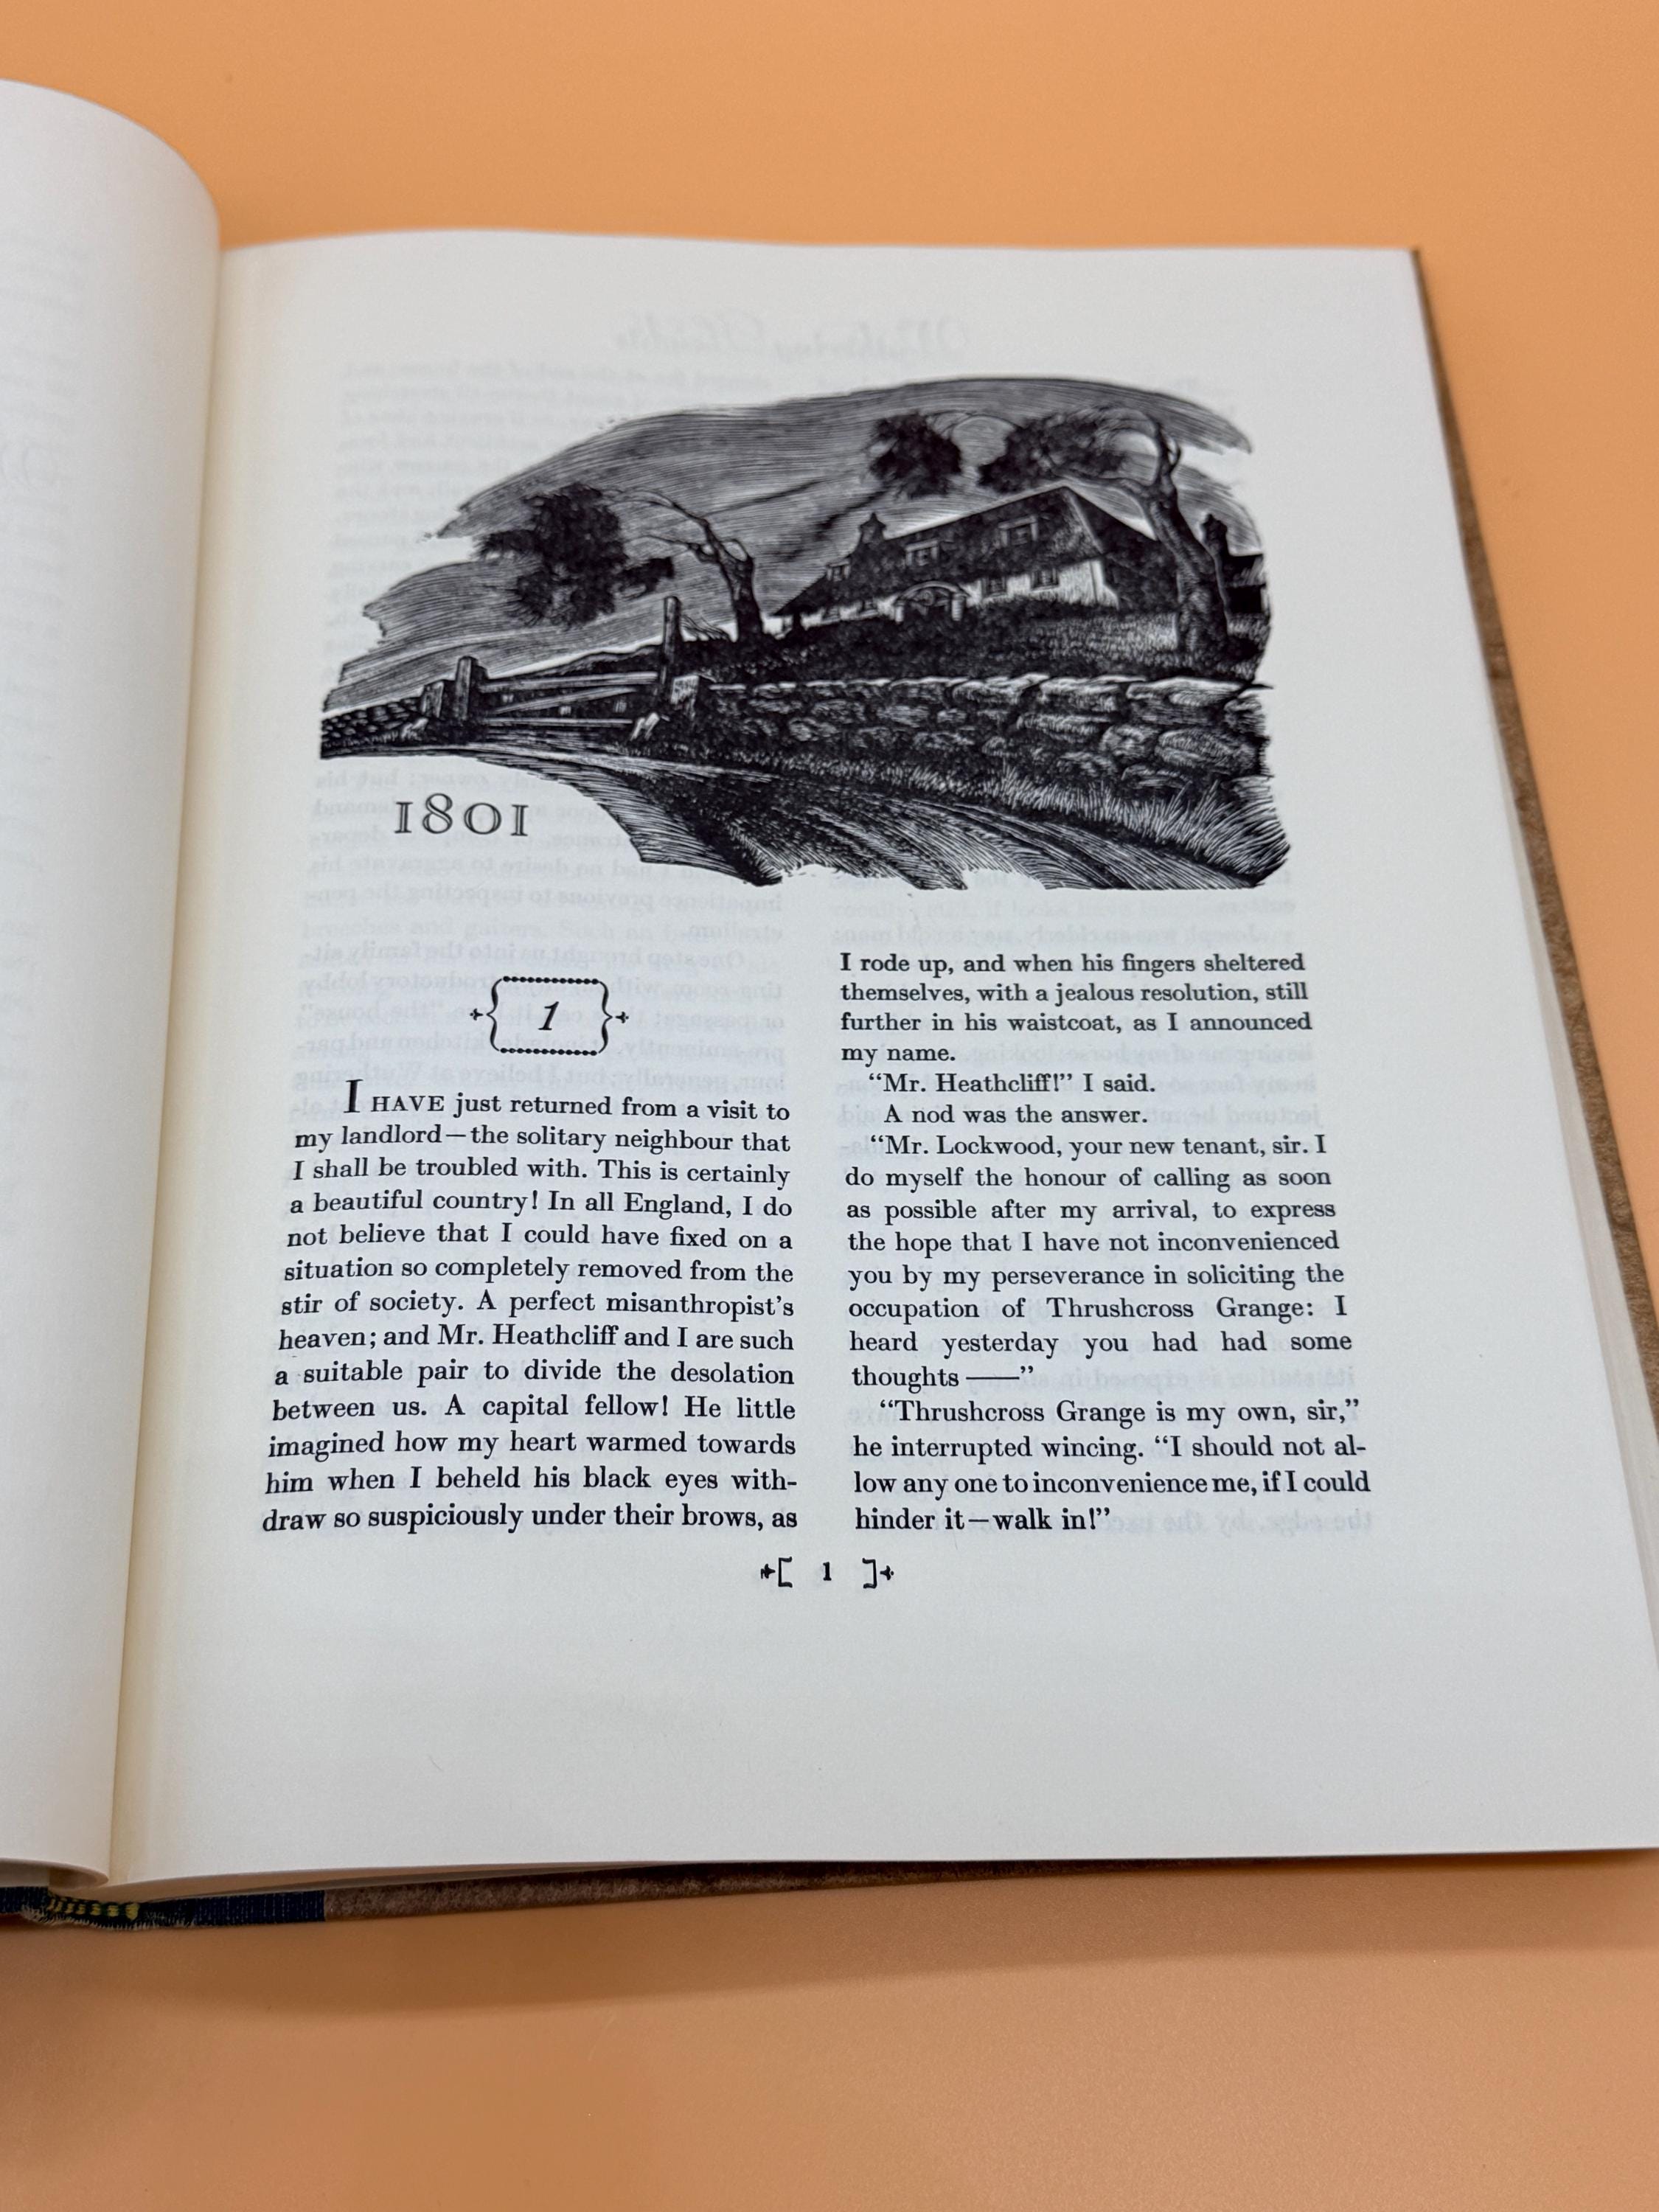 1801
1
I HAVE just returned from a visit to
my landlord—the solitary neighbour that
I shall be troubled with. This is certainly
a beautiful country! In all England, I do
not believe that I could have fixed on a
situation so completely removed from the
stir of society. A perfect misanthropist's
heaven; and Mr. Heathcliff and I are such
a suitable pair to divide the desolation
between us. A capital fellow! He little
imagined how my heart warmed towards
him when I beheld his black eyes with-
draw so suspiciously under their brows, as
I rode up, and when his fingers sheltered
themselves, with a jealous resolution, still
further in his waistcoat, as I announced
my name.
“Mr. Heathcliff!” I said.
A nod was the answer.
“Mr. Lockwood, your new tenant, sir. I
do myself the honour of calling as soon
as possible after my arrival, to express
the hope that I have not inconvenienced
you by my perseverance in soliciting the
occupation of Thrushcross Grange: I
heard yesterday you had had some
thoughts ——”
“Thrushcross Grange is my own, sir,”
he interrupted wincing. “I should not al-
low any one to inconvenience me, if I could
hinder it—walk in!”
[ 1 ]